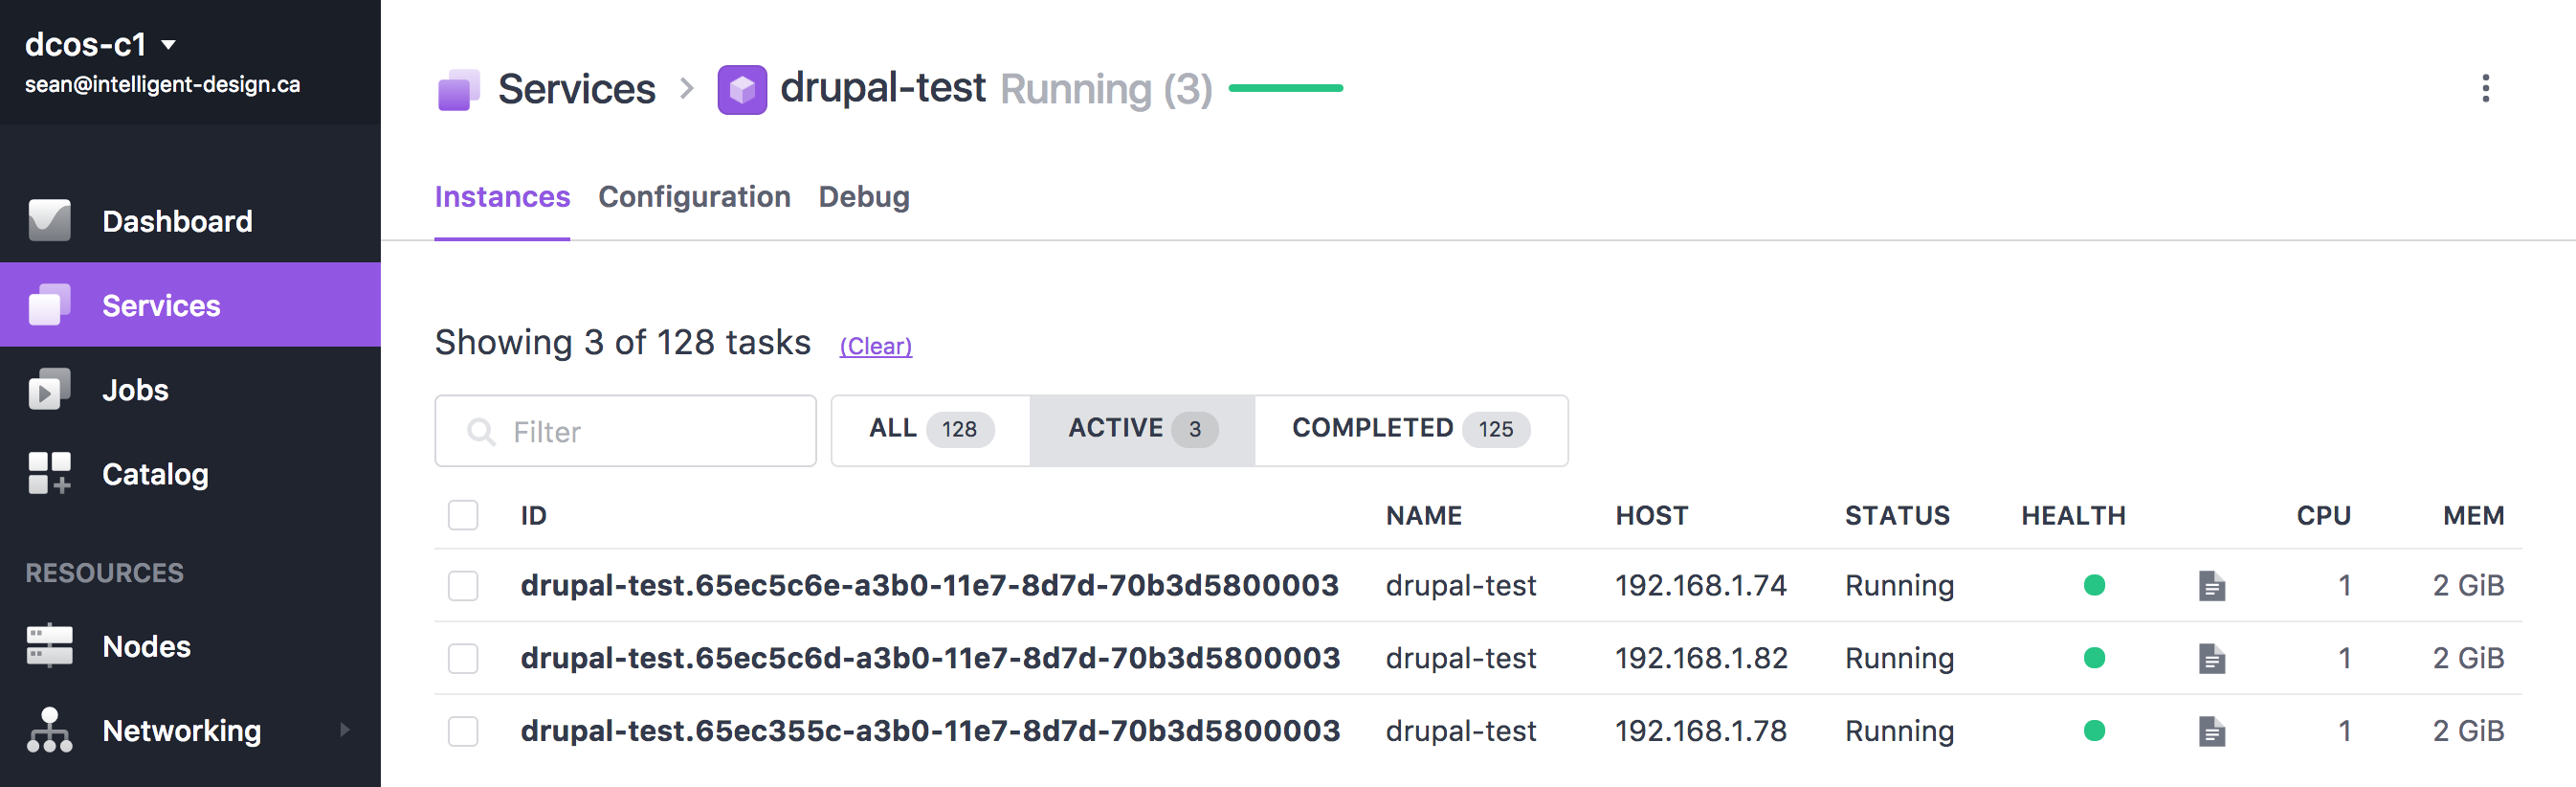 dcos-c1
sean@intelligent-design.ca
Dashboard
Services
Jobs
Catalog
RESOURCES
Nodes
Networking
Services > drupal-test Running (3)
Instances Configuration Debug
Showing 3 of 128 tasks (Clear)
Filter ALL 128 ACTIVE 3 COMPLETED 125
ID NAME HOST STATUS HEALTH CPU MEM
drupal-test.65ec5c6e-a3b0-11e7-8d7d-70b3d5800003 drupal-test 192.168.1.74 Running 1 2 GiB
drupal-test.65ec5c6d-a3b0-11e7-8d7d-70b3d5800003 drupal-test 192.168.1.82 Running 1 2 GiB
drupal-test.65ec355c-a3b0-11e7-8d7d-70b3d5800003 drupal-test 192.168.1.78 Running 1 2 GiB